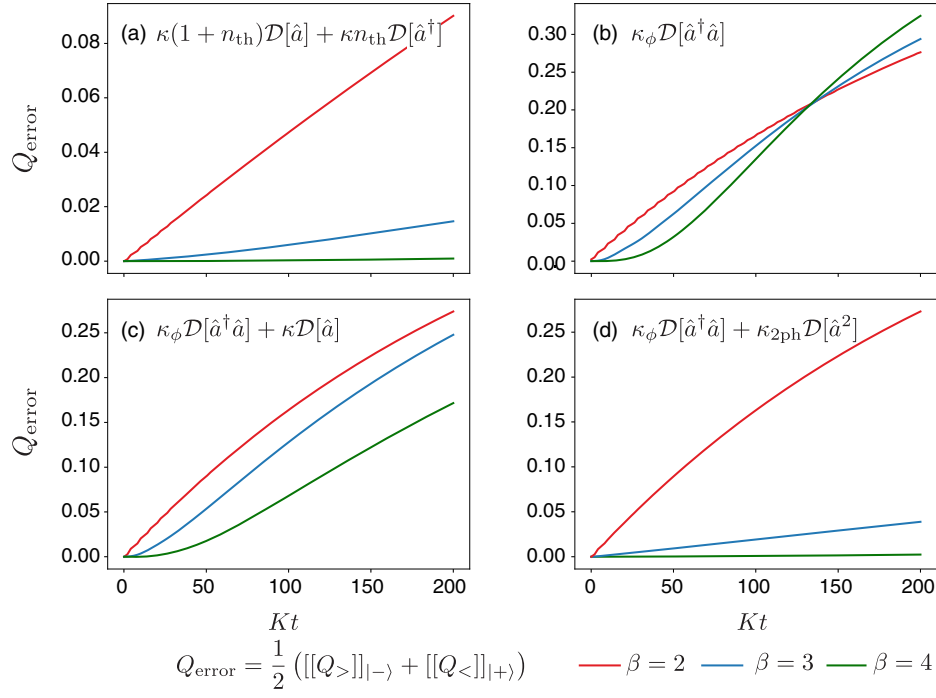 (a) κ(1 + n_th)𝒟[â] + κn_th𝒟[â†]
0.08
0.06
0.04
0.02
0.00
Q_error
(b) κ_ϕ𝒟[â†â]
0.30
0.25
0.20
0.15
0.10
0.05
0.00
(c) κ_ϕ𝒟[â†â] + κ𝒟[â]
0.25
0.20
0.15
0.10
0.05
0.00
Q_error
0 50 100 150 200
Kt
(d) κ_ϕ𝒟[â†â] + κ_2ph𝒟[â²]
0.25
0.20
0.15
0.10
0.05
0.00
0 50 100 150 200
Kt
Q_error = 1/2 ([[Q_>]]_|−⟩ + [[Q_<]]_|+⟩)
β = 2 β = 3 β = 4